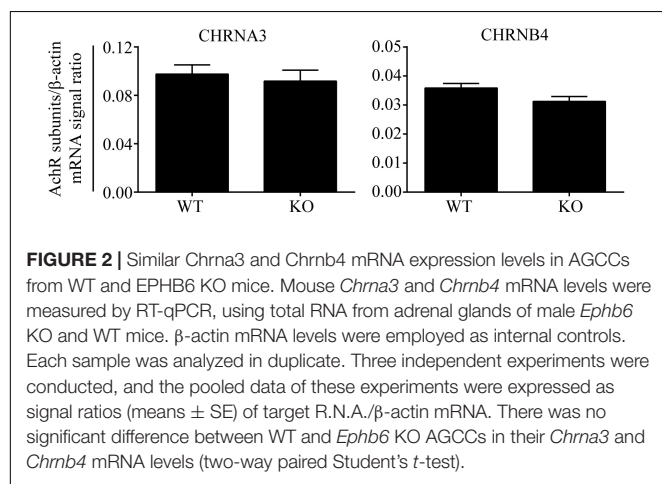 CHRNA3
CHRNB4
AchR subunits/β-actin
mRNA signal ratio
0.12
0.08
0.04
0.00
WT
KO
0.05
0.04
0.03
0.02
0.01
0.00
WT
KO
FIGURE 2 | Similar Chrna3 and Chrnb4 mRNA expression levels in AGCCs
from WT and EPHB6 KO mice. Mouse Chrna3 and Chrnb4 mRNA levels were
measured by RT-qPCR, using total RNA from adrenal glands of male Ephb6
KO and WT mice. β-actin mRNA levels were employed as internal controls.
Each sample was analyzed in duplicate. Three independent experiments were
conducted, and the pooled data of these experiments were expressed as
signal ratios (means ± SE) of target R.N.A./β-actin mRNA. There was no
significant difference between WT and Ephb6 KO AGCCs in their Chrna3 and
Chrnb4 mRNA levels (two-way paired Student's t-test).